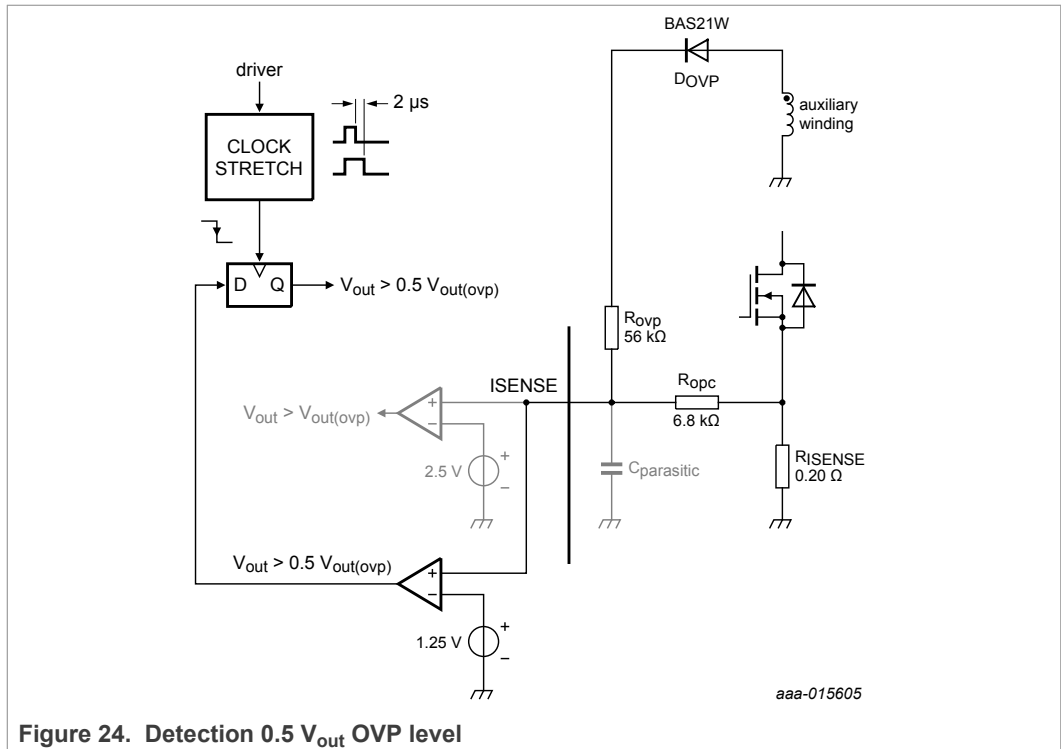 BAS21W
DOVP
auxiliary
winding
driver
2 µs
CLOCK
STRETCH
D Q
Vout > 0.5 Vout(ovp)
Rovp
56 kΩ
ISENSE
Ropc
6.8 kΩ
Vout > Vout(ovp)
+
−
2.5 V
+
−
Cparasitic
RISENSE
0.20 Ω
Vout > 0.5 Vout(ovp)
+
−
1.25 V
+
−
aaa-015605
Figure 24. Detection 0.5 Vout OVP level